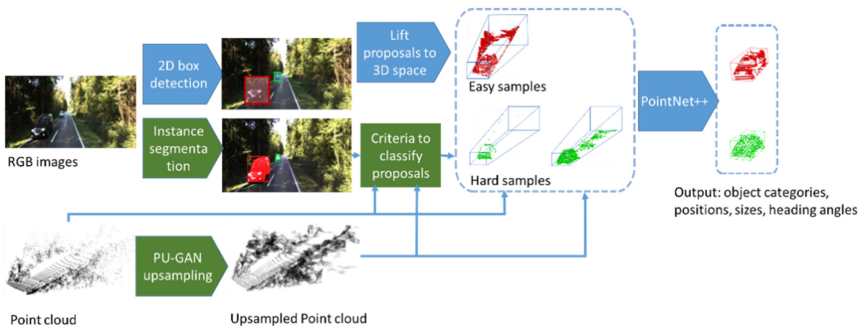 2D box
detection
Lift
proposals to
3D space
Easy samples
PointNet++
RGB images
Instance
segmenta
tion
Criteria to
classify
proposals
Hard samples
Output: object categories,
positions, sizes, heading angles
PU-GAN
upsampling
Point cloud
Upsampled Point cloud